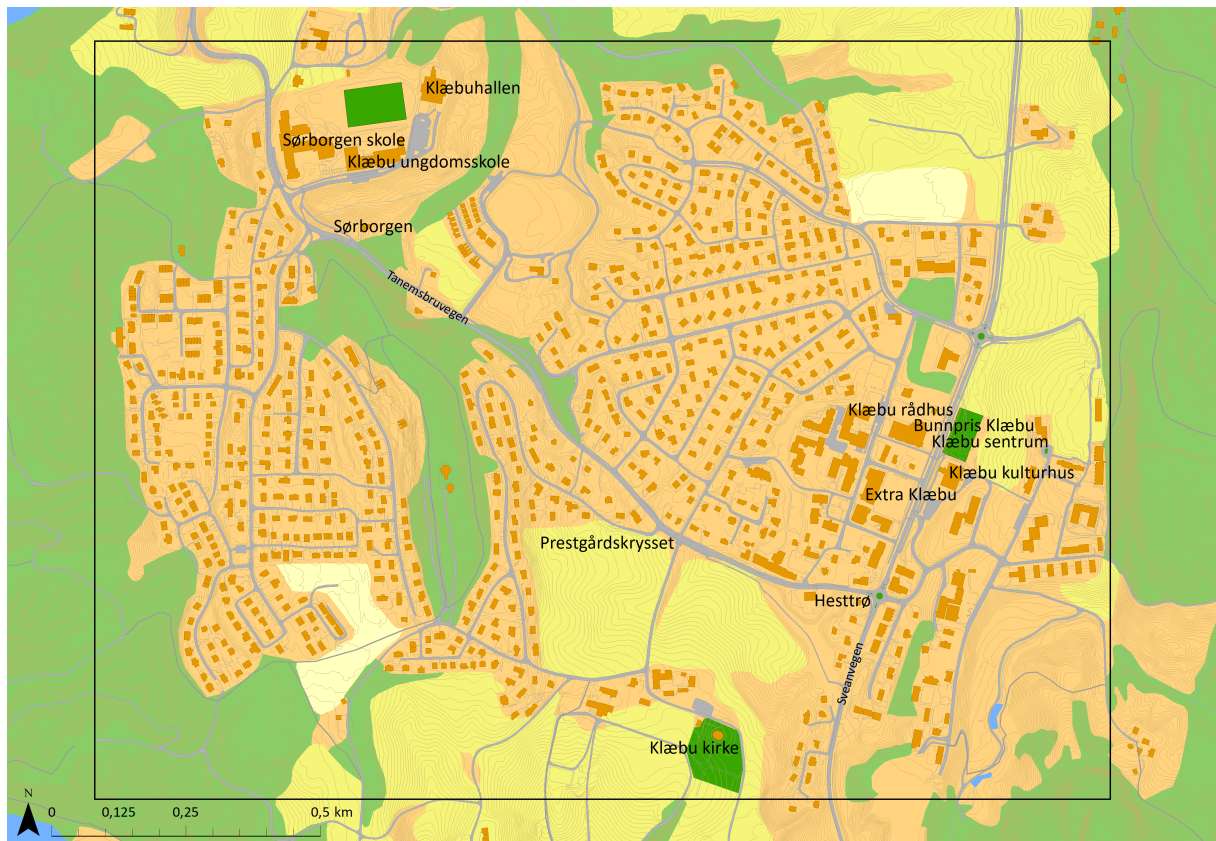 Klæbuhallen
Sørborgen skole
Klæbu ungdomsskole
Sørborgen
Tanemsbruvegen
Klæbu rådhus
Bunnpris Klæbu
Klæbu sentrum
Klæbu kulturhus
Extra Klæbu
Prestgårdskrysset
Hesttrø
Sveanvegen
Klæbu kirke
N
0 0,125 0,25 0,5 km